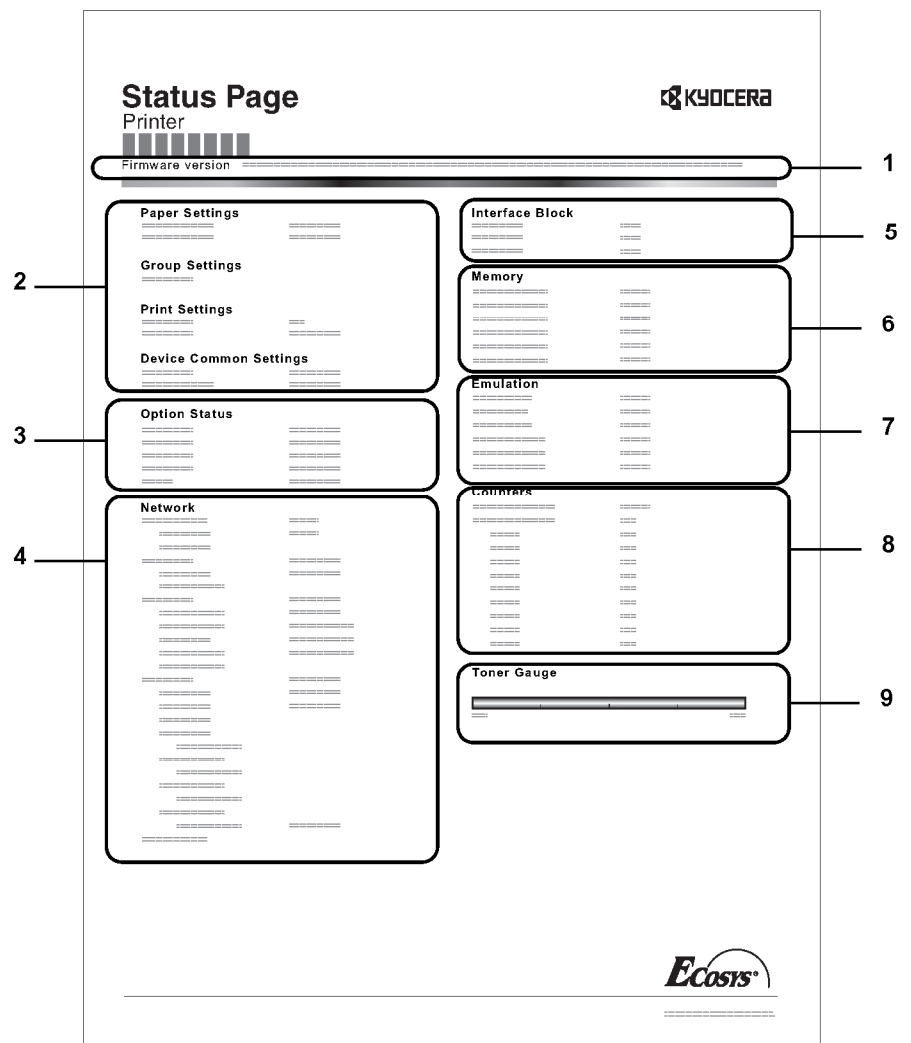 Status Page
KYOCERA
Printer
Firmware version
1
Paper Settings
Group Settings
Print Settings
Device Common Settings
2
Option Status
3
Network
4
Interface Block
5
Memory
6
Emulation
7
Counters
8
Toner Gauge
9
ECOSYS®